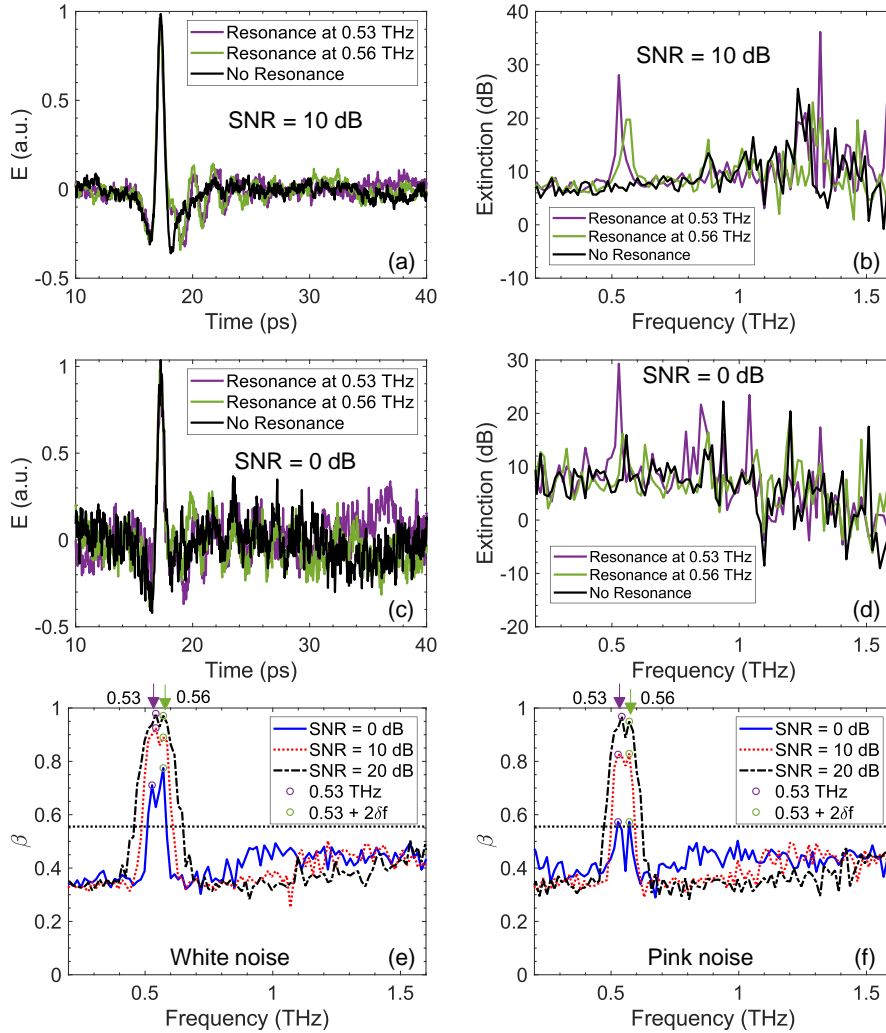 1
0.5
0
-0.5
E (a.u.)
Resonance at 0.53 THz
Resonance at 0.56 THz
No Resonance
SNR = 10 dB
(a)
10
20
30
40
Time (ps)
40
30
20
10
0
-10
Extinction (dB)
SNR = 10 dB
Resonance at 0.53 THz
Resonance at 0.56 THz
No Resonance
(b)
0.5
1
1.5
Frequency (THz)
1
0.5
0
-0.5
E (a.u.)
Resonance at 0.53 THz
Resonance at 0.56 THz
No Resonance
SNR = 0 dB
(c)
10
20
30
40
Time (ps)
30
20
10
0
-10
-20
Extinction (dB)
SNR = 0 dB
Resonance at 0.53 THz
Resonance at 0.56 THz
No Resonance
(d)
0.5
1
1.5
Frequency (THz)
0.53
0.56
1
0.8
0.6
0.4
0.2
0
β
SNR = 0 dB
SNR = 10 dB
SNR = 20 dB
0.53 THz
0.53 + 2δf
White noise
(e)
0.5
1
1.5
Frequency (THz)
0.53
0.56
1
0.8
0.6
0.4
0.2
0
β
SNR = 0 dB
SNR = 10 dB
SNR = 20 dB
0.53 THz
0.53 + 2δf
Pink noise
(f)
0.5
1
1.5
Frequency (THz)